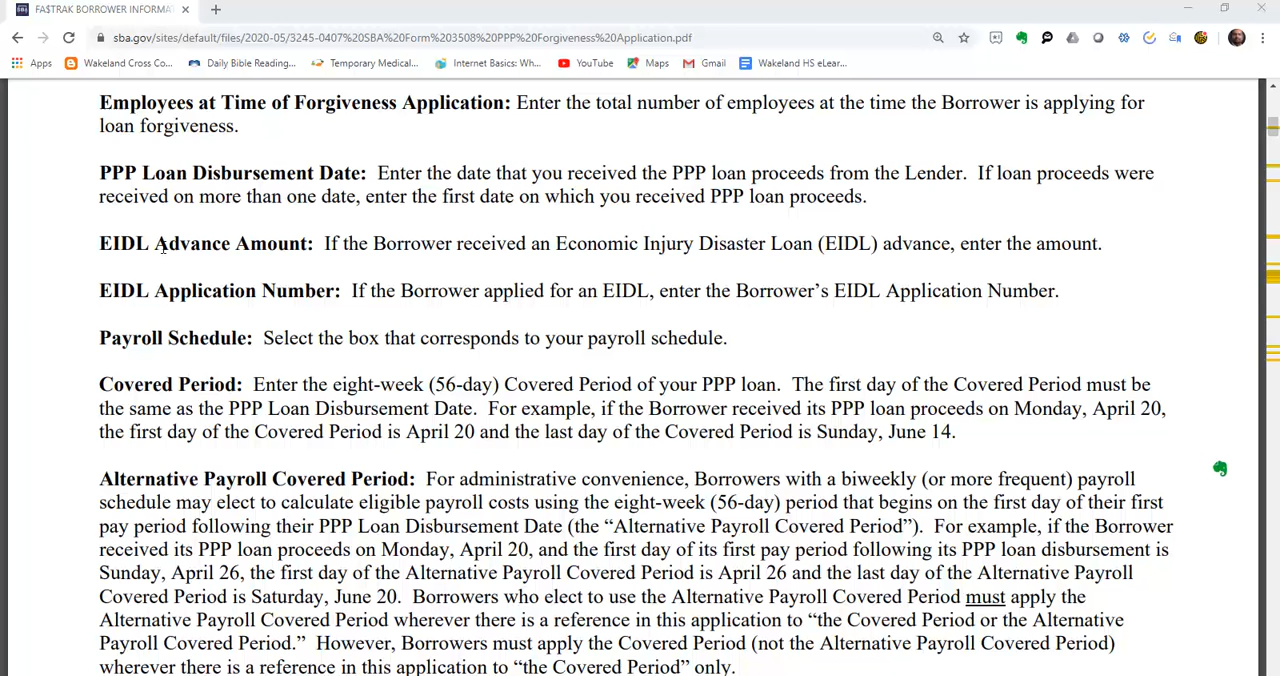 FA$TRAK BORROWER INFORMA
sba.gov/sites/default/files/2020-05/3245-0407%20SBA%20Form%203508%20PPP%20Forgiveness%20Application.pdf
Apps Wakeland Cross Co... Daily Bible Reading... Temporary Medical... Internet Basics: Wh... YouTube Maps Gmail Wakeland HS eLear...
Employees at Time of Forgiveness Application: Enter the total number of employees at the time the Borrower is applying for
loan forgiveness.
PPP Loan Disbursement Date: Enter the date that you received the PPP loan proceeds from the Lender. If loan proceeds were
received on more than one date, enter the first date on which you received PPP loan proceeds.
EIDL Advance Amount: If the Borrower received an Economic Injury Disaster Loan (EIDL) advance, enter the amount.
EIDL Application Number: If the Borrower applied for an EIDL, enter the Borrower's EIDL Application Number.
Payroll Schedule: Select the box that corresponds to your payroll schedule.
Covered Period: Enter the eight-week (56-day) Covered Period of your PPP loan. The first day of the Covered Period must be
the same as the PPP Loan Disbursement Date. For example, if the Borrower received its PPP loan proceeds on Monday, April 20,
the first day of the Covered Period is April 20 and the last day of the Covered Period is Sunday, June 14.
Alternative Payroll Covered Period: For administrative convenience, Borrowers with a biweekly (or more frequent) payroll
schedule may elect to calculate eligible payroll costs using the eight-week (56-day) period that begins on the first day of their first
pay period following their PPP Loan Disbursement Date (the "Alternative Payroll Covered Period"). For example, if the Borrower
received its PPP loan proceeds on Monday, April 20, and the first day of its first pay period following its PPP loan disbursement is
Sunday, April 26, the first day of the Alternative Payroll Covered Period is April 26 and the last day of the Alternative Payroll
Covered Period is Saturday, June 20. Borrowers who elect to use the Alternative Payroll Covered Period must apply the
Alternative Payroll Covered Period wherever there is a reference in this application to "the Covered Period or the Alternative
Payroll Covered Period." However, Borrowers must apply the Covered Period (not the Alternative Payroll Covered Period)
wherever there is a reference in this application to "the Covered Period" only.